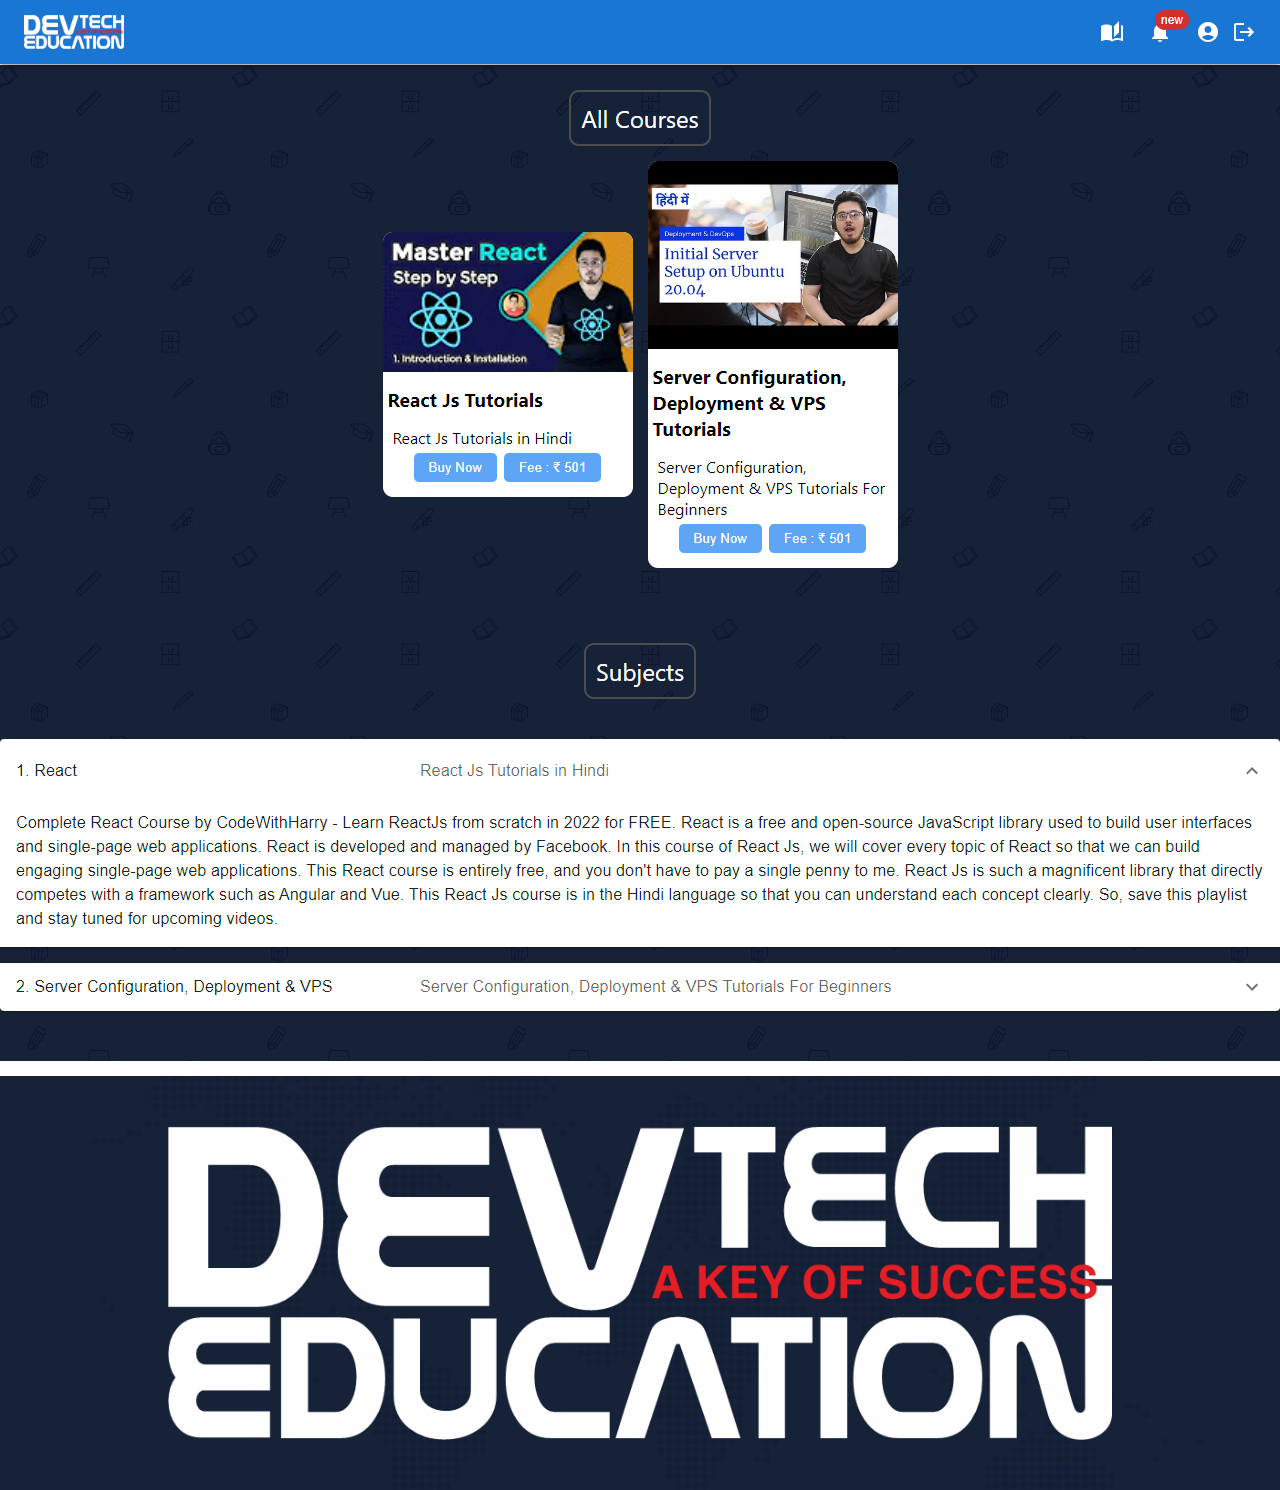 DEVTECH
EDUCATION
new
All Courses
Master React
Step by Step
1. Introduction & Installation
React Js Tutorials
React Js Tutorials in Hindi
Buy Now
Fee : ₹ 501
हिंदी में
Deployment & DevOps
Initial Server
Setup on Ubuntu
20.04
Server Configuration,
Deployment & VPS
Tutorials
Server Configuration,
Deployment & VPS Tutorials For
Beginners
Buy Now
Fee : ₹ 501
Subjects
1. React
React Js Tutorials in Hindi
Complete React Course by CodeWithHarry - Learn ReactJs from scratch in 2022 for FREE. React is a free and open-source JavaScript library used to build user interfaces
and single-page web applications. React is developed and managed by Facebook. In this course of React Js, we will cover every topic of React so that we can build
engaging single-page web applications. This React course is entirely free, and you don't have to pay a single penny to me. React Js is such a magnificent library that directly
competes with a framework such as Angular and Vue. This React Js course is in the Hindi language so that you can understand each concept clearly. So, save this playlist
and stay tuned for upcoming videos.
2. Server Configuration, Deployment & VPS
Server Configuration, Deployment & VPS Tutorials For Beginners
DEVTECH
A KEY OF SUCCESS
EDUCATION